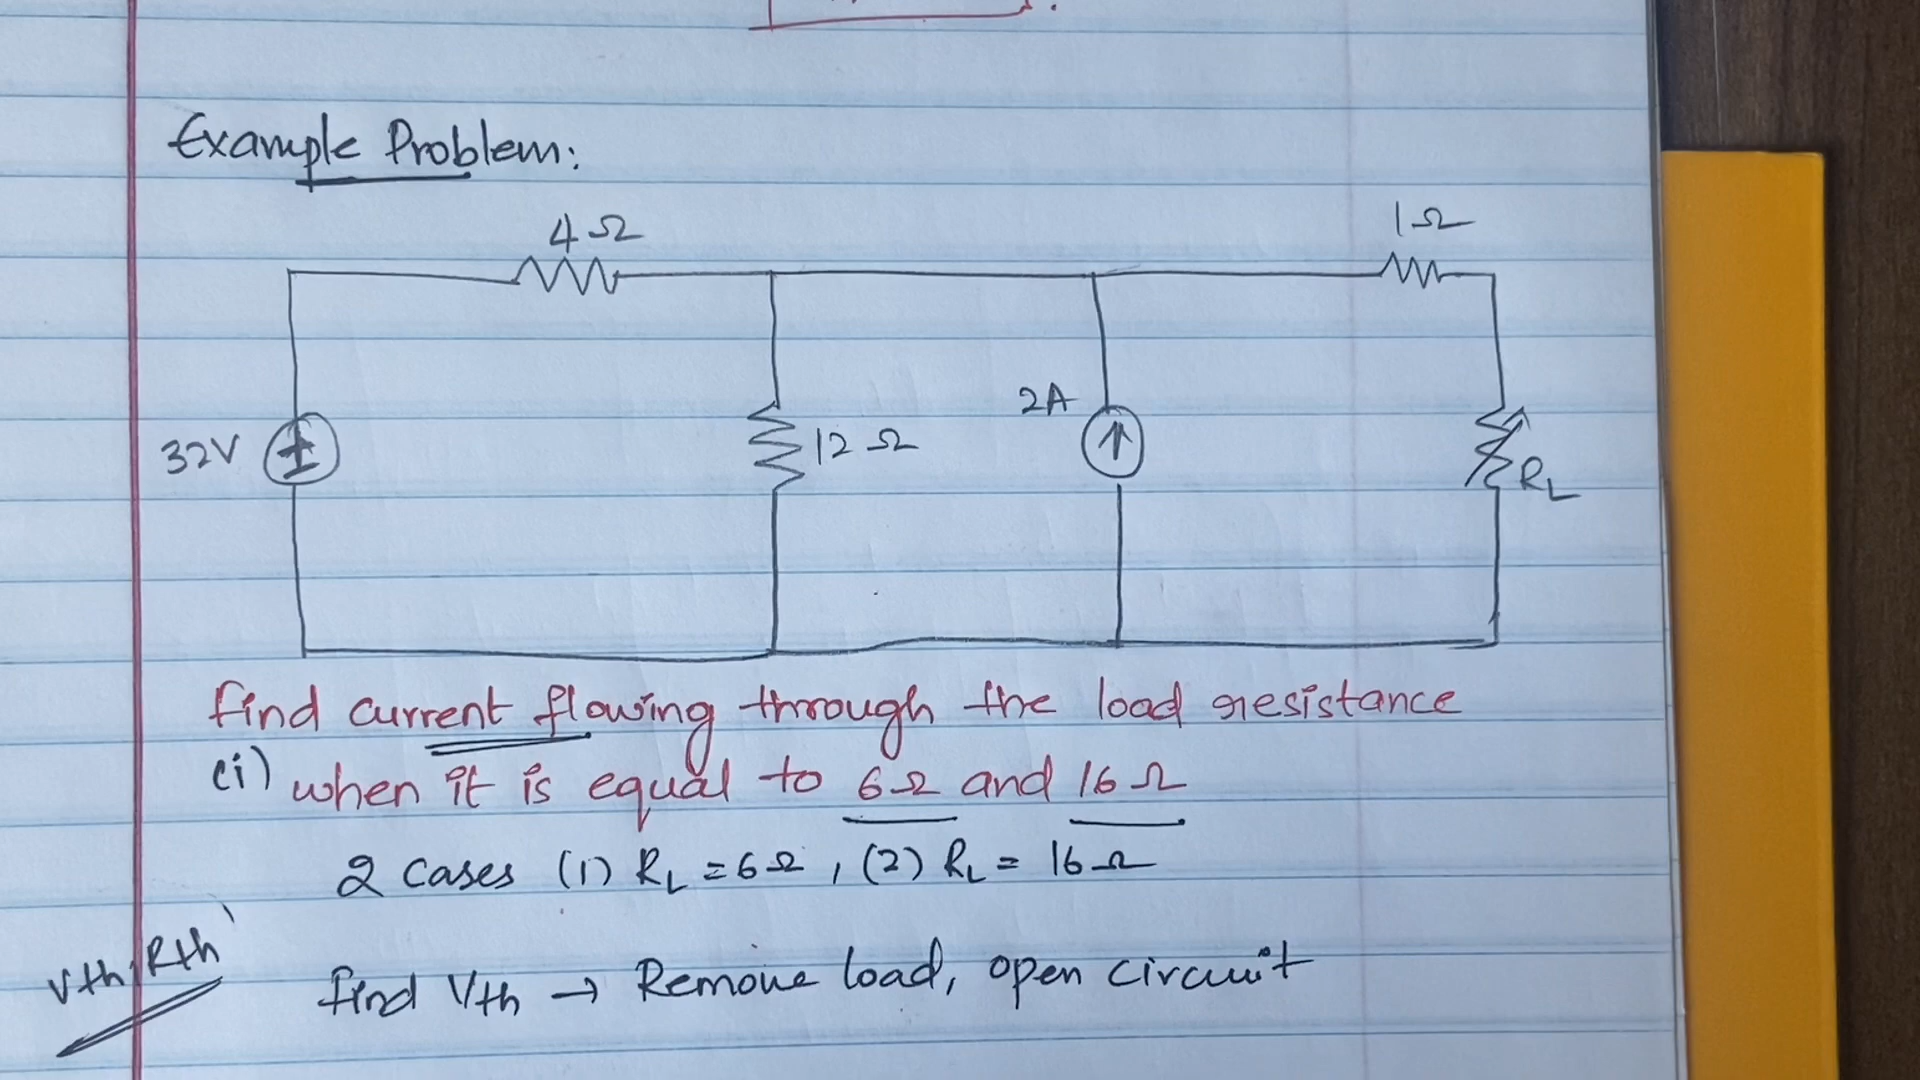 Example Problem:
4Ω
1Ω
32V
12Ω
2A
RL
find current flowing through the load resistance
(i) when it is equal to 6Ω and 16Ω
2 Cases (1) RL = 6Ω, (2) RL = 16Ω
Vth, Rth
find Vth → Remove load, open circuit